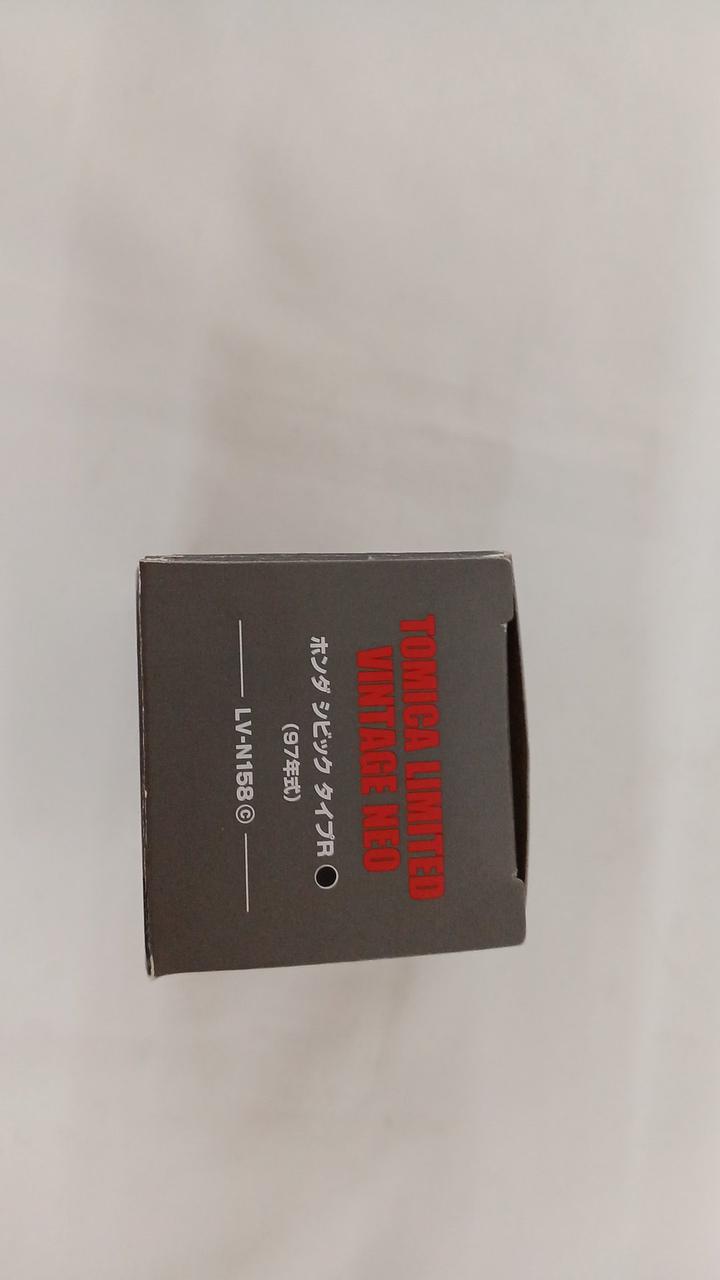 TOMICA LIMITED
VINTAGE NEO
ホンダ シビック タイプR ●
(97年式)
LV-N158©